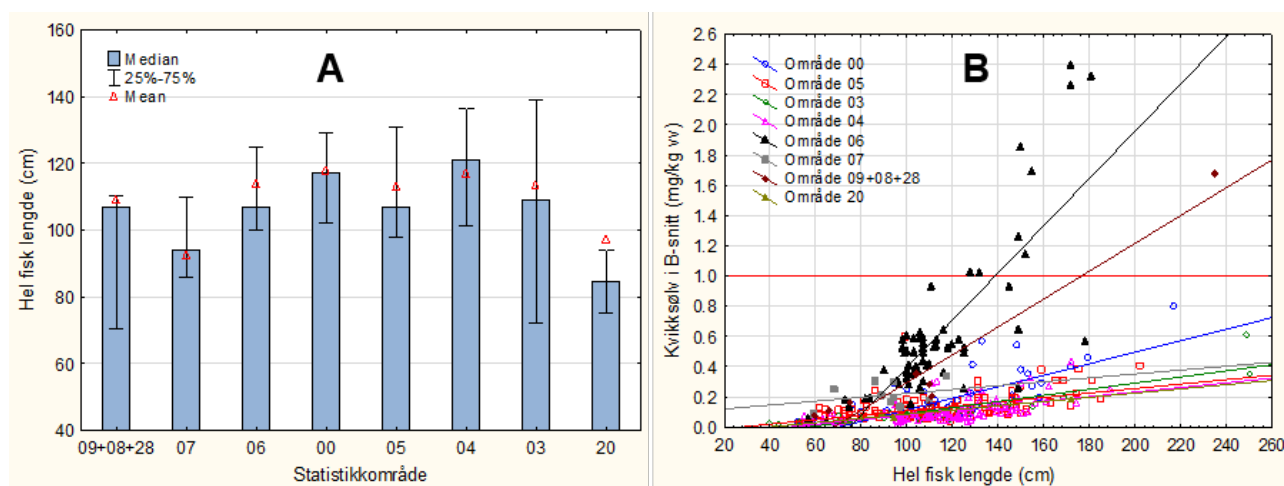 A
Median
25%-75%
Mean
Hel fisk lengde (cm)
160
140
120
100
80
60
40
09+08+28 07 06 00 05 04 03 20
Statistikkområde
B
Område 00
Område 05
Område 03
Område 04
Område 06
Område 07
Område 09+08+28
Område 20
Kvikksølv i B-snitt (mg/kg vv)
2.6
2.4
2.2
2.0
1.8
1.6
1.4
1.2
1.0
0.8
0.6
0.4
0.2
0.0
20 40 60 80 100 120 140 160 180 200 220 240 260
Hel fisk lengde (cm)